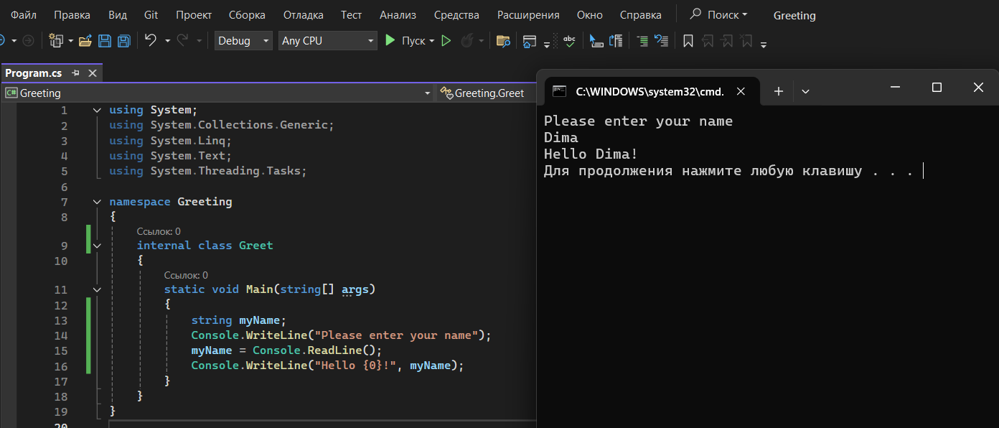 Файл Правка Вид Git Проект Сборка Отладка Тест Анализ Средства Расширения Окно Справка Поиск Greeting
Debug Any CPU Пуск abc
Program.cs
C# Greeting Greeting.Greet
1 using System;
2 using System.Collections.Generic;
3 using System.Linq;
4 using System.Text;
5 using System.Threading.Tasks;
6
7 namespace Greeting
8 {
Ссылок: 0
9 internal class Greet
10 {
Ссылок: 0
11 static void Main(string[] args)
12 {
13 string myName;
14 Console.WriteLine("Please enter your name");
15 myName = Console.ReadLine();
16 Console.WriteLine("Hello {0}!", myName);
17 }
18 }
19 }
20
C:\WINDOWS\system32\cmd.
Please enter your name
Dima
Hello Dima!
Для продолжения нажмите любую клавишу . . .